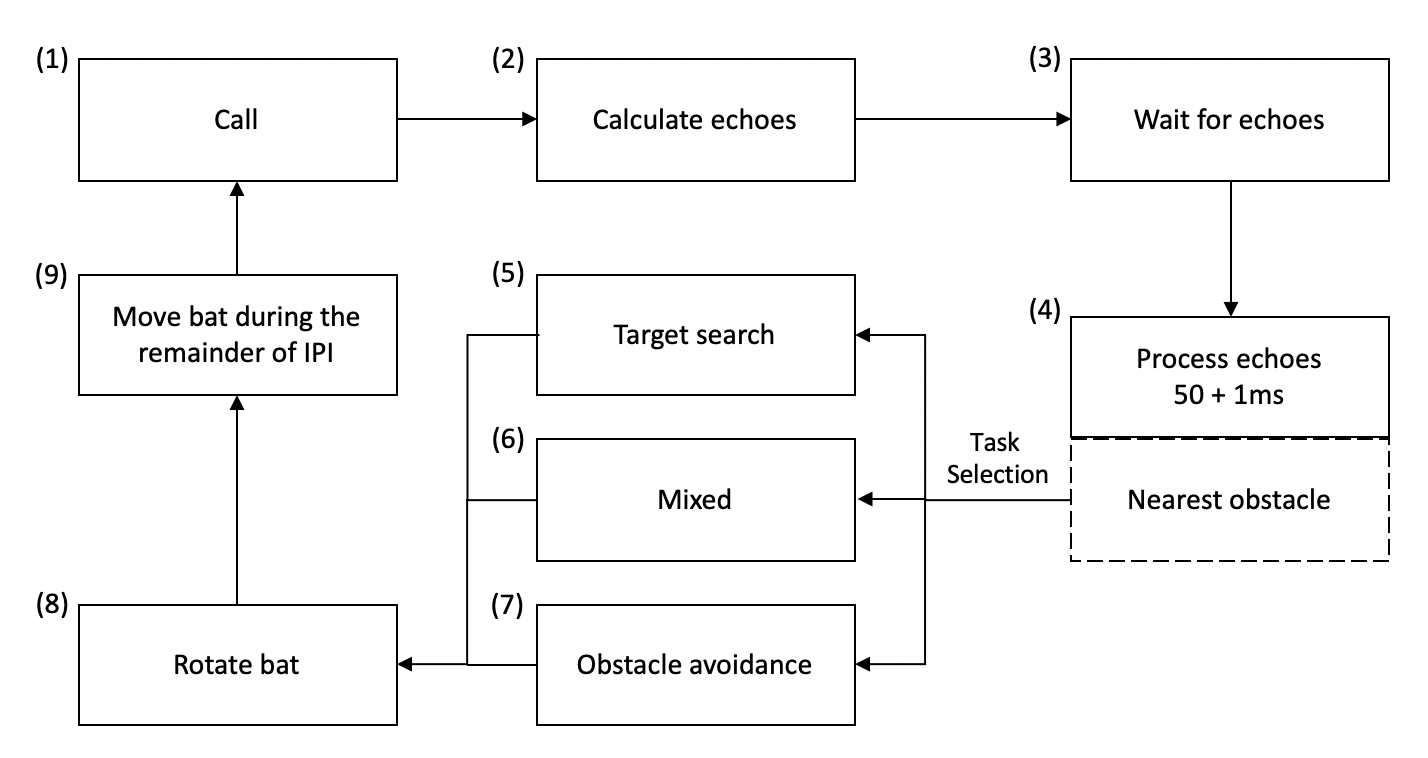 (1)
Call
(2)
Calculate echoes
(3)
Wait for echoes
(4)
Process echoes
50 + 1ms
Nearest obstacle
Task
Selection
(5)
Target search
(6)
Mixed
(7)
Obstacle avoidance
(8)
Rotate bat
(9)
Move bat during the
remainder of IPI